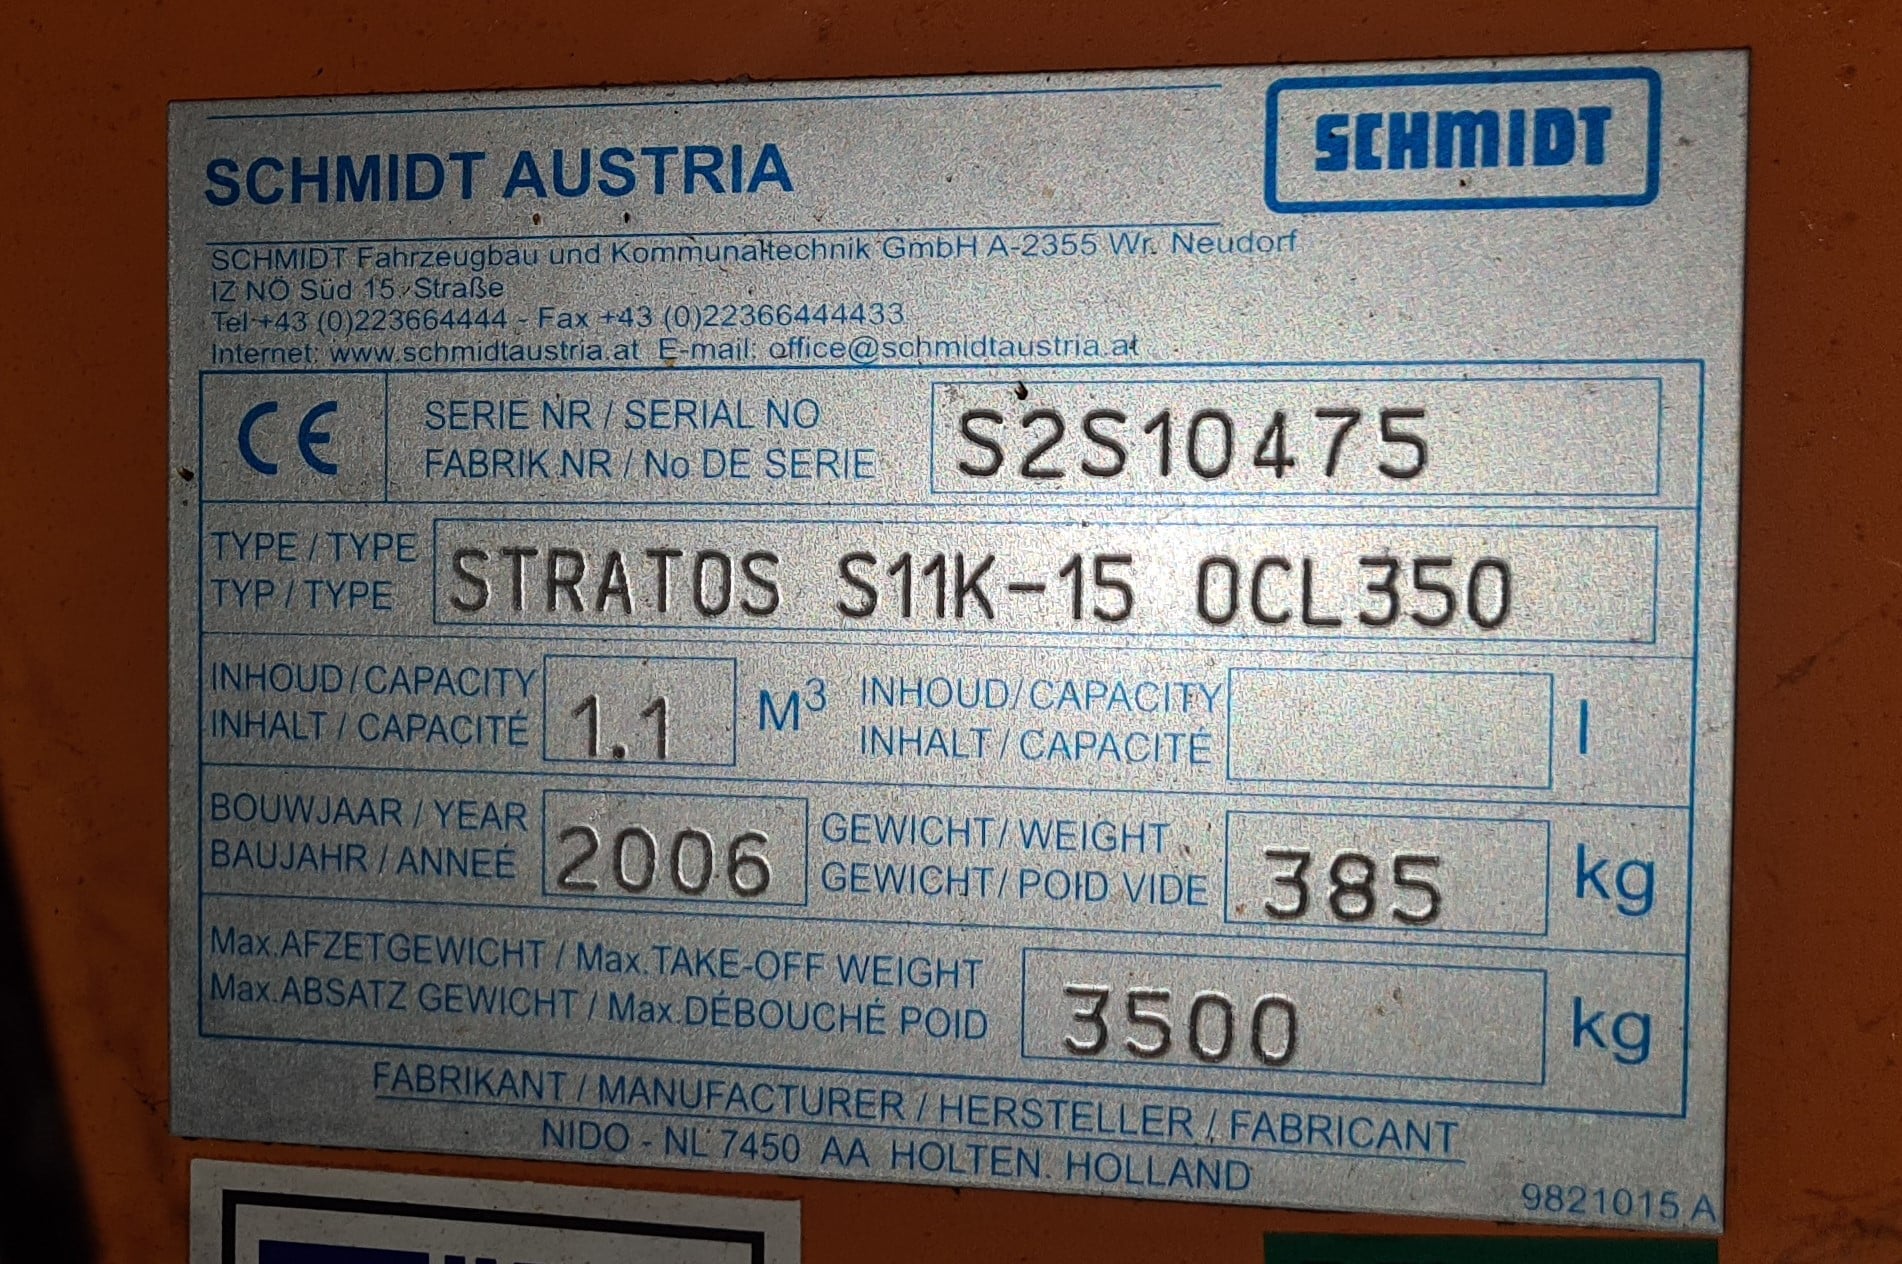 SCHMIDT AUSTRIA
SCHMIDT
SCHMIDT Fahrzeugbau und Kommunaltechnik GmbH A-2355 Wr. Neudorf
IZ NÖ Süd 15. Straße
Tel +43 (0)223664444 - Fax +43 (0)22366444433
Internet: www.schmidtaustria.at E-mail: office@schmidtaustria.at
CE
SERIE NR / SERIAL NO
FABRIK.NR / No DE SERIE
S2S10475
TYPE / TYPE
TYP / TYPE
STRATOS S11K-15 0CL350
INHOUD / CAPACITY
INHALT / CAPACITÉ
1.1
M³
INHOUD / CAPACITY
INHALT / CAPACITÉ
l
BOUWJAAR / YEAR
BAUJAHR / ANNEÉ
2006
GEWICHT / WEIGHT
GEWICHT / POID VIDE
385
kg
Max.AFZETGEWICHT / Max.TAKE-OFF WEIGHT
Max.ABSATZ GEWICHT / Max.DÉBOUCHÉ POID
3500
kg
FABRIKANT / MANUFACTURER / HERSTELLER / FABRICANT
NIDO - NL 7450 AA HOLTEN. HOLLAND
9821015 A